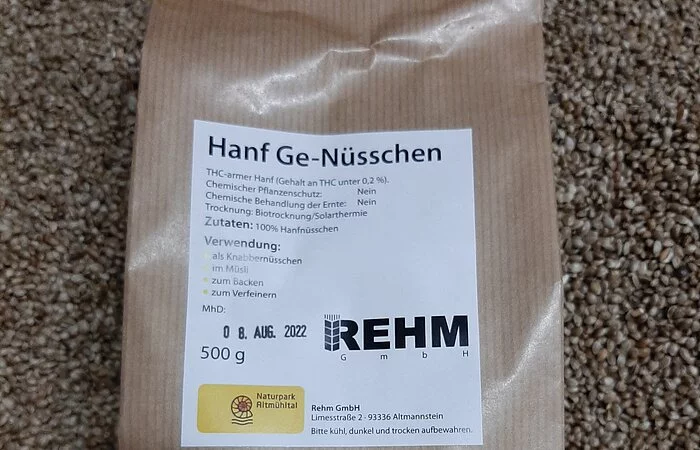 Hanf Ge-Nüsschen
THC-armer Hanf (Gehalt an THC unter 0,2 %).
Chemischer Pflanzenschutz: Nein
Chemische Behandlung der Ernte: Nein
Trocknung: Biotrocknung/Solarthermie
Zutaten: 100% Hanfnüsschen
Verwendung:
als Knabbernüsschen
im Müsli
zum Backen
zum Verfeinern
MhD:
0 8. AUG. 2022
REHM
GmbH
500 g
Naturpark
Altmühltal
Rehm GmbH
Limesstraße 2 - 93336 Altmannstein
Bitte kühl, dunkel und trocken aufbewahren.